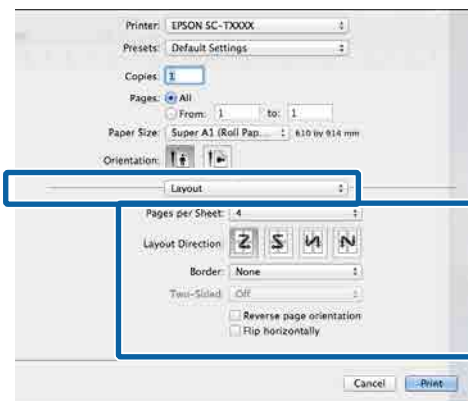 Printer: EPSON SC-TXXXX
Presets: Default Settings
Copies: 1
Pages: All
From: 1 to: 1
Paper Size: Super A1 (Roll Pap... 610 by 914 mm
Orientation:
Layout
Pages per Sheet: 4
Layout Direction:
Border: None
Two-Sided: Off
Reverse page orientation
Flip horizontally
Cancel Print